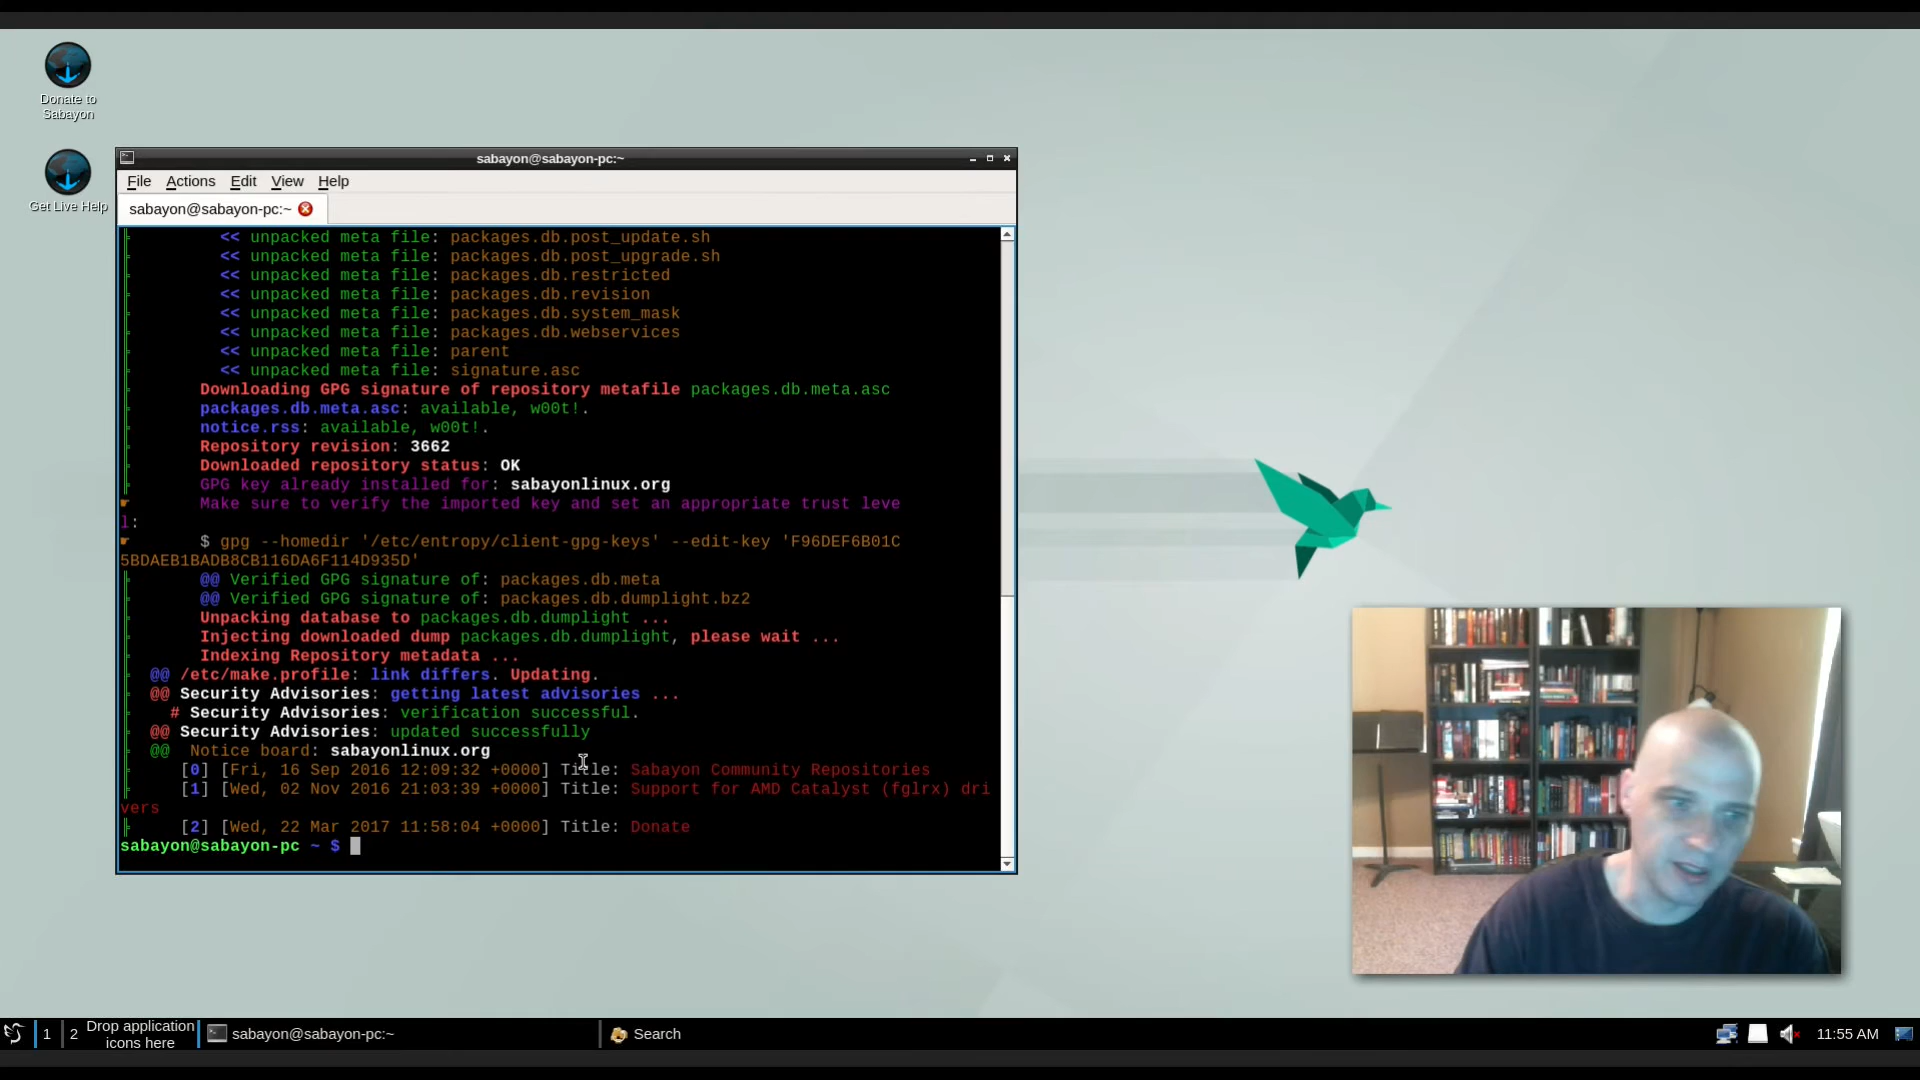 Donate to
Sabayon
Get Live Help
sabayon@sabayon-pc:~
File Actions Edit View Help
sabayon@sabayon-pc:~
<< unpacked meta file: packages.db.post_update.sh
<< unpacked meta file: packages.db.post_upgrade.sh
<< unpacked meta file: packages.db.restricted
<< unpacked meta file: packages.db.revision
<< unpacked meta file: packages.db.system_mask
<< unpacked meta file: packages.db.webservices
<< unpacked meta file: parent
<< unpacked meta file: signature.asc
Downloading GPG signature of repository metafile packages.db.meta.asc
packages.db.meta.asc: available, w00t!.
notice.rss: available, w00t!.
Repository revision: 3662
Downloaded repository status: OK
GPG key already installed for: sabayonlinux.org
Make sure to verify the imported key and set an appropriate trust leve
l:
$ gpg --homedir '/etc/entropy/client-gpg-keys' --edit-key 'F96DEF6B01C
5BDAEB1BADB8CB116DA6F114D935D'
@@ Verified GPG signature of: packages.db.meta
@@ Verified GPG signature of: packages.db.dumplight.bz2
Unpacking database to packages.db.dumplight ...
Injecting downloaded dump packages.db.dumplight, please wait ...
Indexing Repository metadata ...
@@ /etc/make.profile: link differs. Updating.
@@ Security Advisories: getting latest advisories ...
# Security Advisories: verification successful.
@@ Security Advisories: updated successfully
@@ Notice board: sabayonlinux.org
[0] [Fri, 16 Sep 2016 12:09:32 +0000] Title: Sabayon Community Repositories
[1] [Wed, 02 Nov 2016 21:03:39 +0000] Title: Support for AMD Catalyst (fglrx) dri
vers
[2] [Wed, 22 Mar 2017 11:58:04 +0000] Title: Donate
sabayon@sabayon-pc ~ $
1 2 Drop application
icons here
sabayon@sabayon-pc:~
Search
11:55 AM